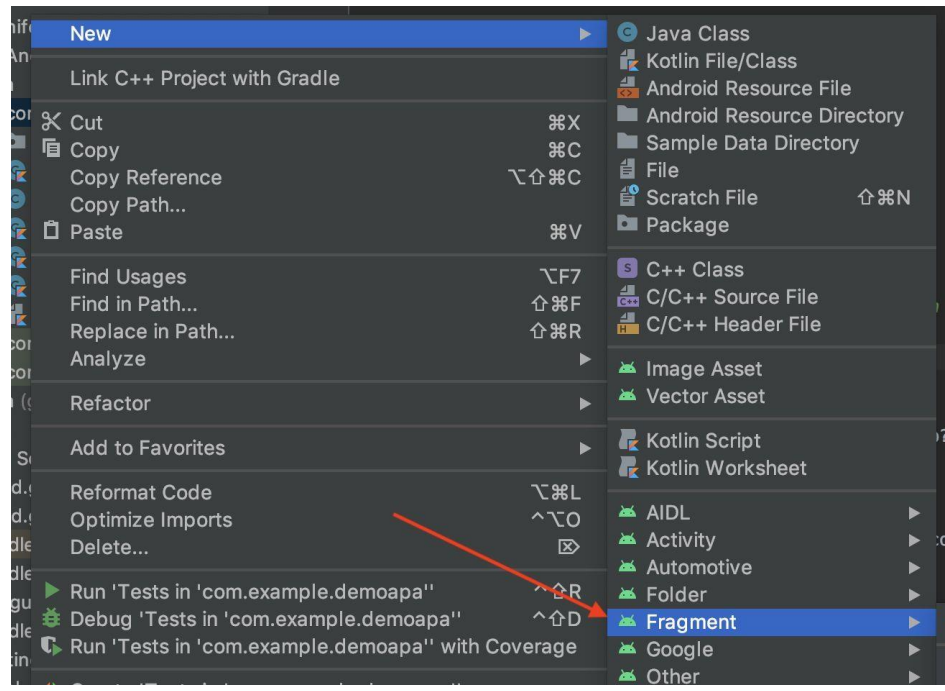 New
Link C++ Project with Gradle
Cut ⌘X
Copy ⌘C
Copy Reference ⌥⇧⌘C
Copy Path...
Paste ⌘V
Find Usages ⌥F7
Find in Path... ⇧⌘F
Replace in Path... ⇧⌘R
Analyze
Refactor
Add to Favorites
Reformat Code ⌥⌘L
Optimize Imports ^⌥O
Delete... ⌦
Run 'Tests in 'com.example.demoapa'' ^⇧R
Debug 'Tests in 'com.example.demoapa'' ^⇧D
Run 'Tests in 'com.example.demoapa'' with Coverage
Java Class
Kotlin File/Class
Android Resource File
Android Resource Directory
Sample Data Directory
File
Scratch File ⇧⌘N
Package
C++ Class
C/C++ Source File
C/C++ Header File
Image Asset
Vector Asset
Kotlin Script
Kotlin Worksheet
AIDL
Activity
Automotive
Folder
Fragment
Google
Other